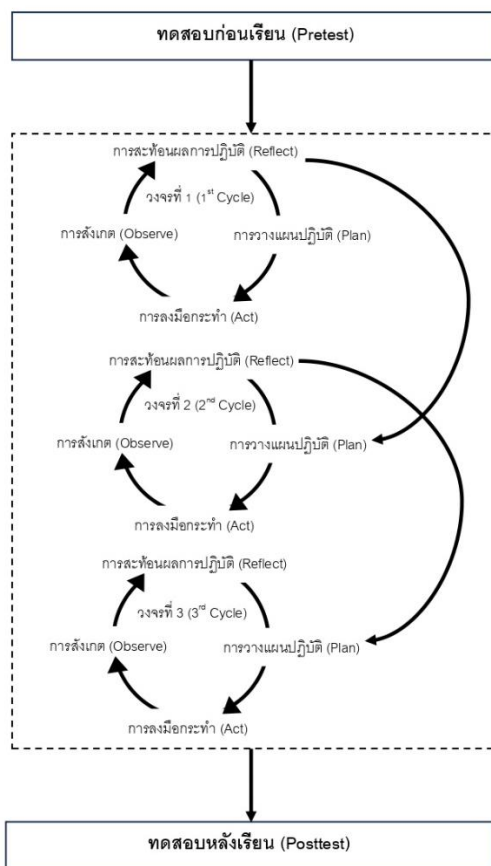 ทดสอบก่อนเรียน (Pretest)
การสะท้อนผลการปฏิบัติ (Reflect)
วงจรที่ 1 (1st Cycle)
การสังเกต (Observe)
การวางแผนปฏิบัติ (Plan)
การลงมือกระทำ (Act)
การสะท้อนผลการปฏิบัติ (Reflect)
วงจรที่ 2 (2nd Cycle)
การสังเกต (Observe)
การวางแผนปฏิบัติ (Plan)
การลงมือกระทำ (Act)
การสะท้อนผลการปฏิบัติ (Reflect)
วงจรที่ 3 (3rd Cycle)
การสังเกต (Observe)
การวางแผนปฏิบัติ (Plan)
การลงมือกระทำ (Act)
ทดสอบหลังเรียน (Posttest)